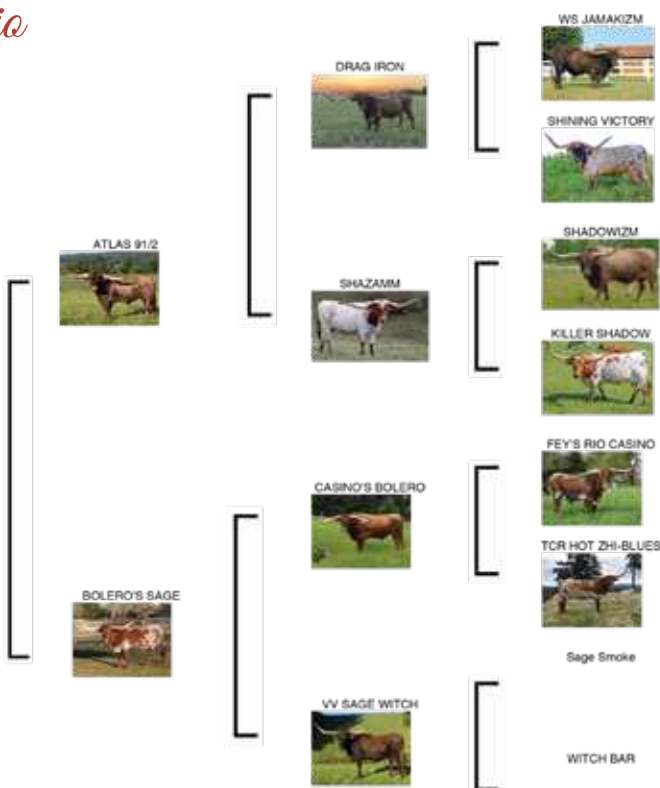 io
WS JAMAKIZM
DRAG IRON
SHINING VICTORY
SHADOWIZM
ATLAS 91/2
SHAZAMM
KILLER SHADOW
FEY'S RIO CASINO
CASINO'S BOLERO
TCR HOT ZHI-BLUES
BOLERO'S SAGE
Sage Smoke
VV SAGE WITCH
WITCH BAR